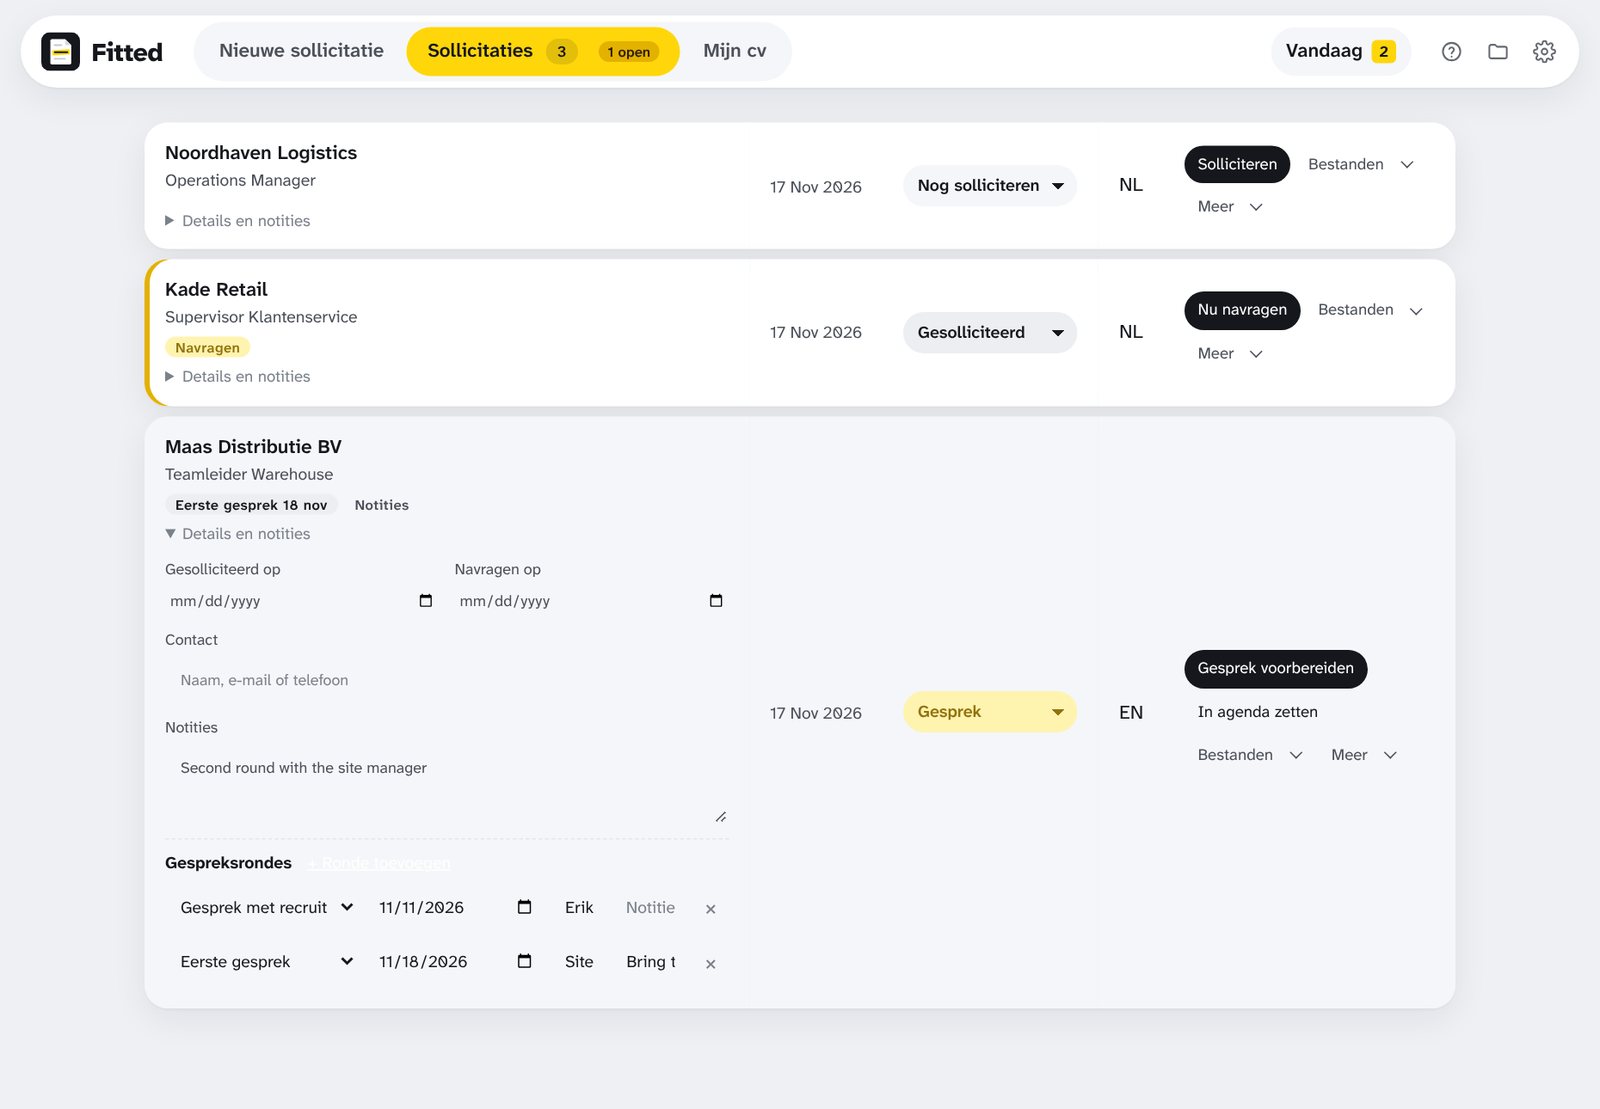 Fitted
Nieuwe sollicitatie
Sollicitaties 3 1 open
Mijn cv
Vandaag 2
Noordhaven Logistics
Operations Manager
Details en notities
17 Nov 2026
Nog solliciteren
NL
Solliciteren
Bestanden
Meer
Kade Retail
Supervisor Klantenservice
Navragen
Details en notities
17 Nov 2026
Gesolliciteerd
NL
Nu navragen
Bestanden
Meer
Maas Distributie BV
Teamleider Warehouse
Eerste gesprek 18 nov Notities
Details en notities
Gesolliciteerd op Navragen op
mm/dd/yyyy mm/dd/yyyy
Contact
Naam, e-mail of telefoon
Notities
Second round with the site manager
17 Nov 2026
Gesprek
EN
Gesprek voorbereiden
In agenda zetten
Bestanden Meer
Gespreksrondes + Ronde toevoegen
Gesprek met recruit 11/11/2026 Erik Notitie ×
Eerste gesprek 11/18/2026 Site Bring t ×